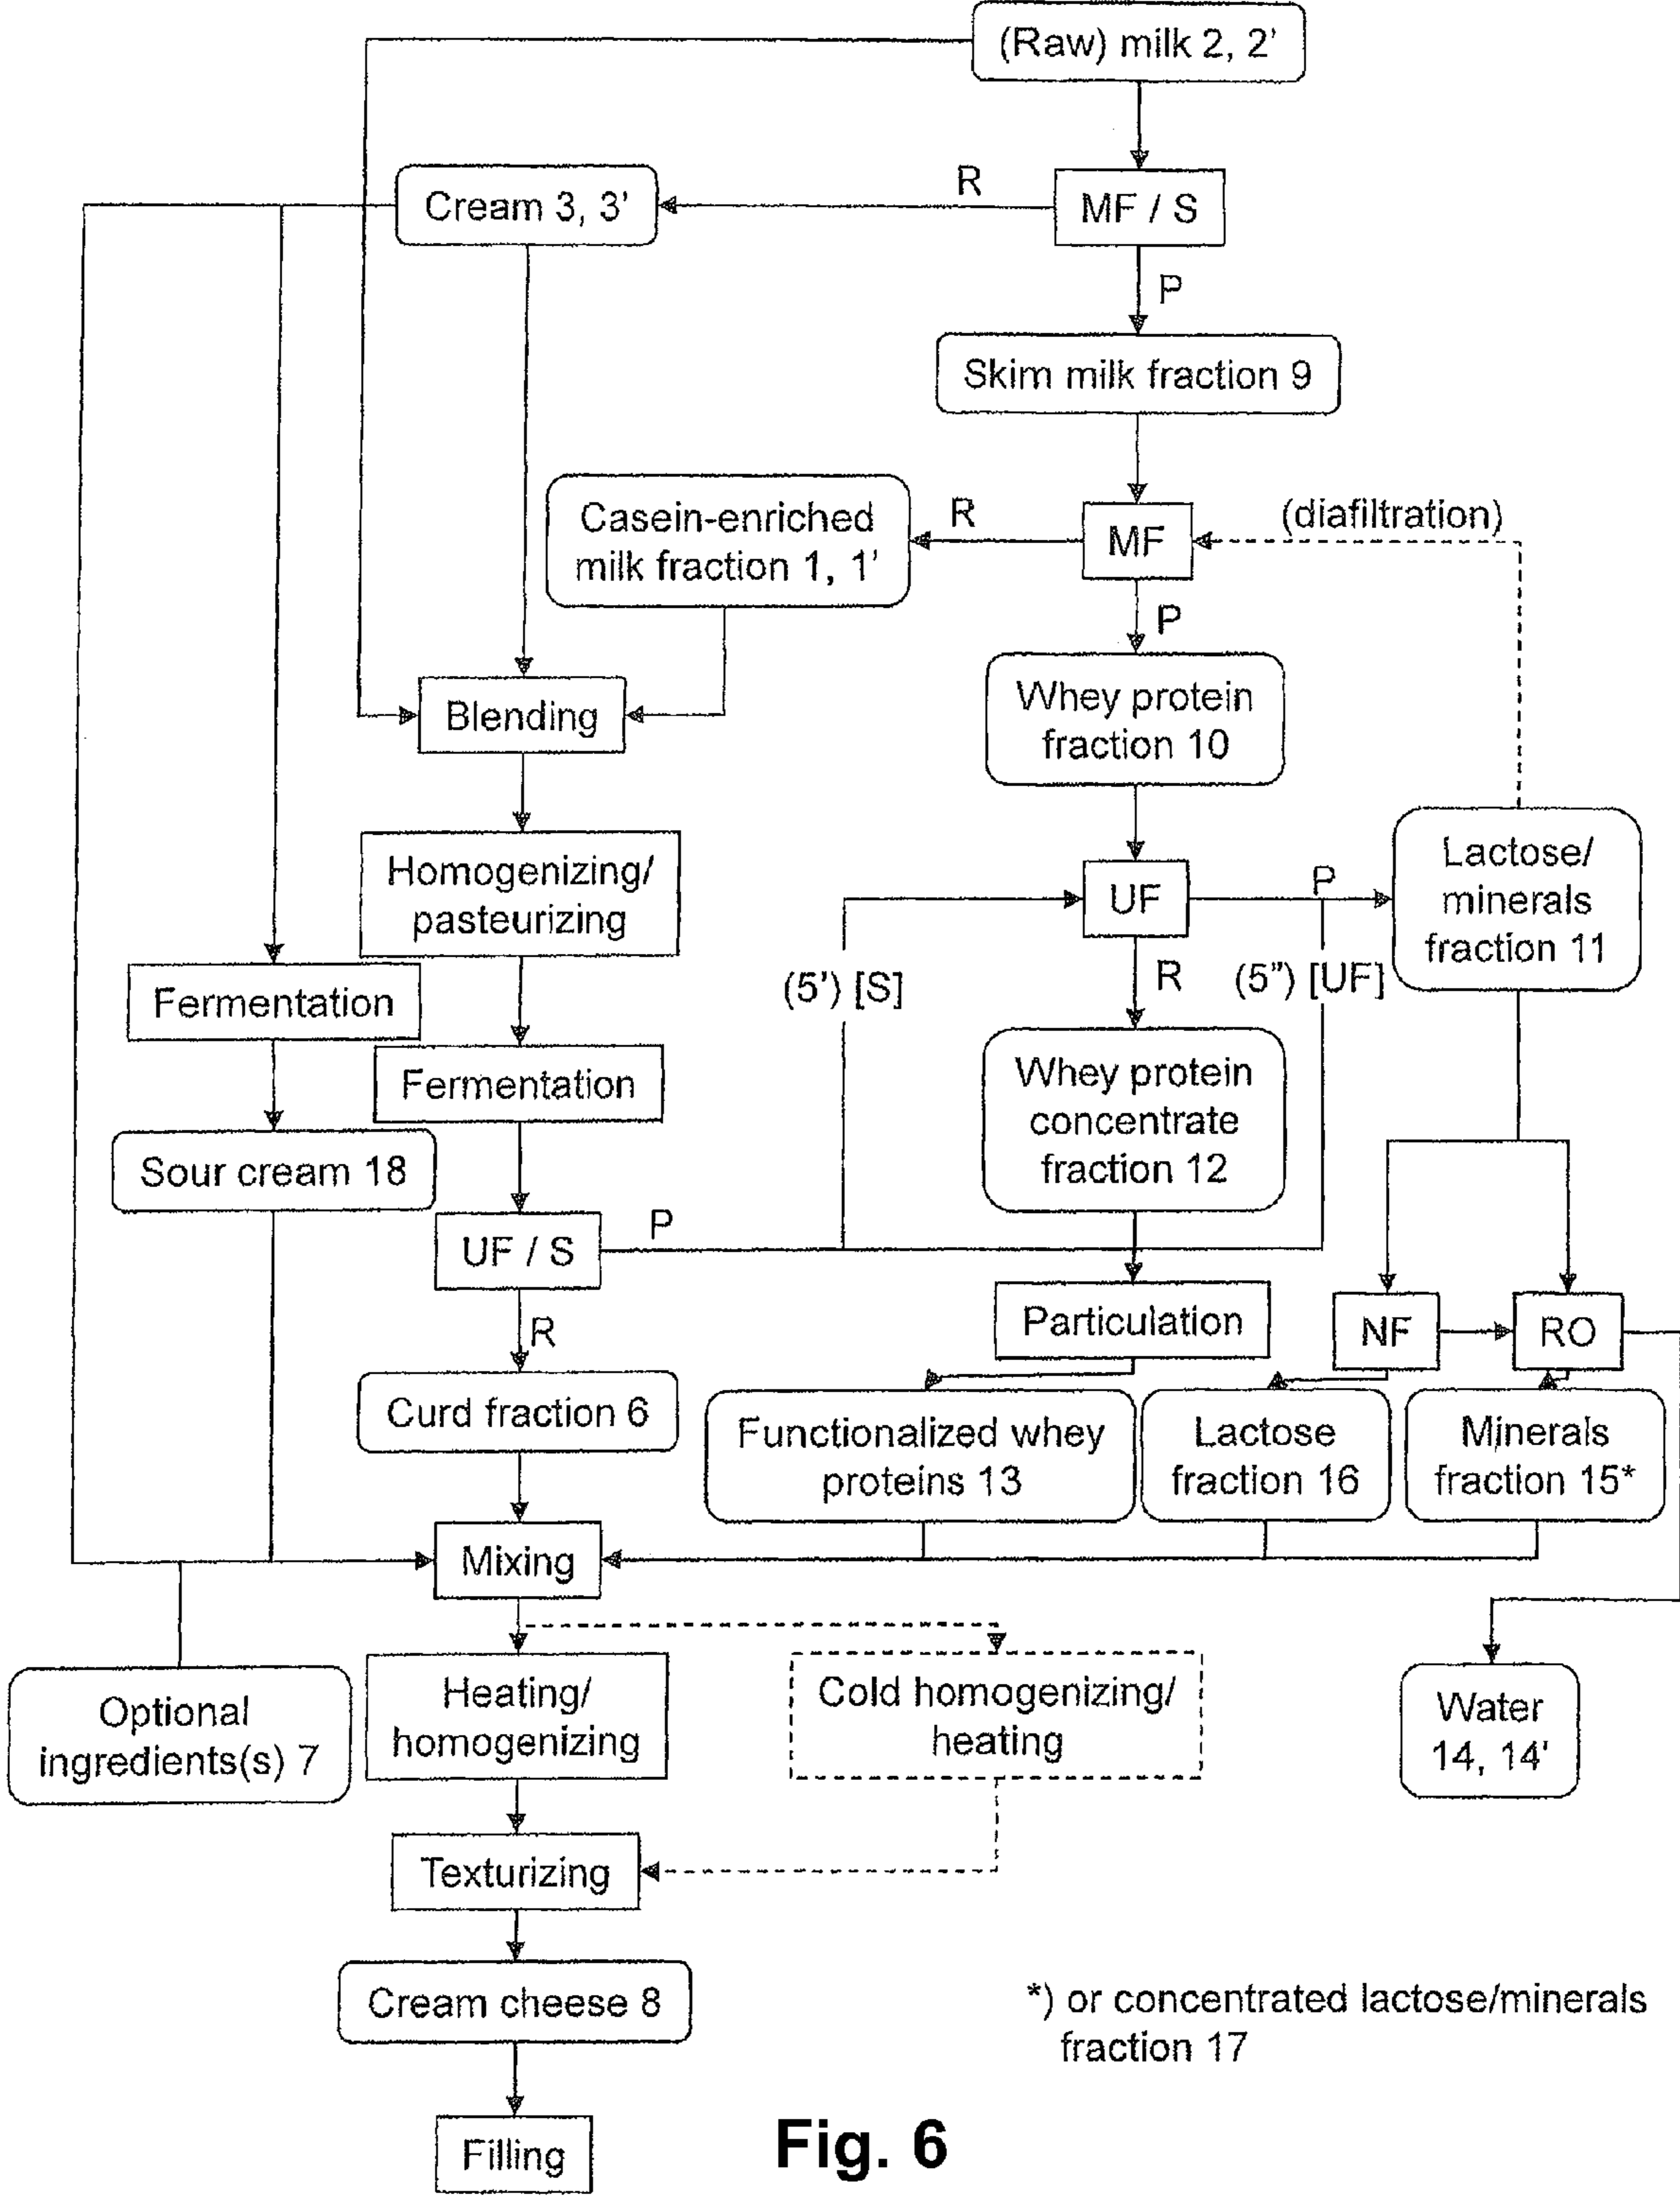 (Raw) milk 2, 2'
Cream 3, 3'
R
MF / S
P
Skim milk fraction 9
Casein-enriched
milk fraction 1, 1'
R
MF
(diafiltration)
P
Whey protein
fraction 10
Blending
Homogenizing/
pasteurizing
UF
P
Lactose/
minerals
fraction 11
(5') [S]
R
(5") [UF]
Fermentation
Fermentation
Whey protein
concentrate
fraction 12
Sour cream 18
UF / S
P
Particulation
NF
RO
R
Curd fraction 6
Functionalized whey
proteins 13
Lactose
fraction 16
Minerals
fraction 15*
Mixing
Optional
ingredients(s) 7
Heating/
homogenizing
Cold homogenizing/
heating
Water
14, 14'
Texturizing
Cream cheese 8
*) or concentrated lactose/minerals
fraction 17
Filling
Fig. 6